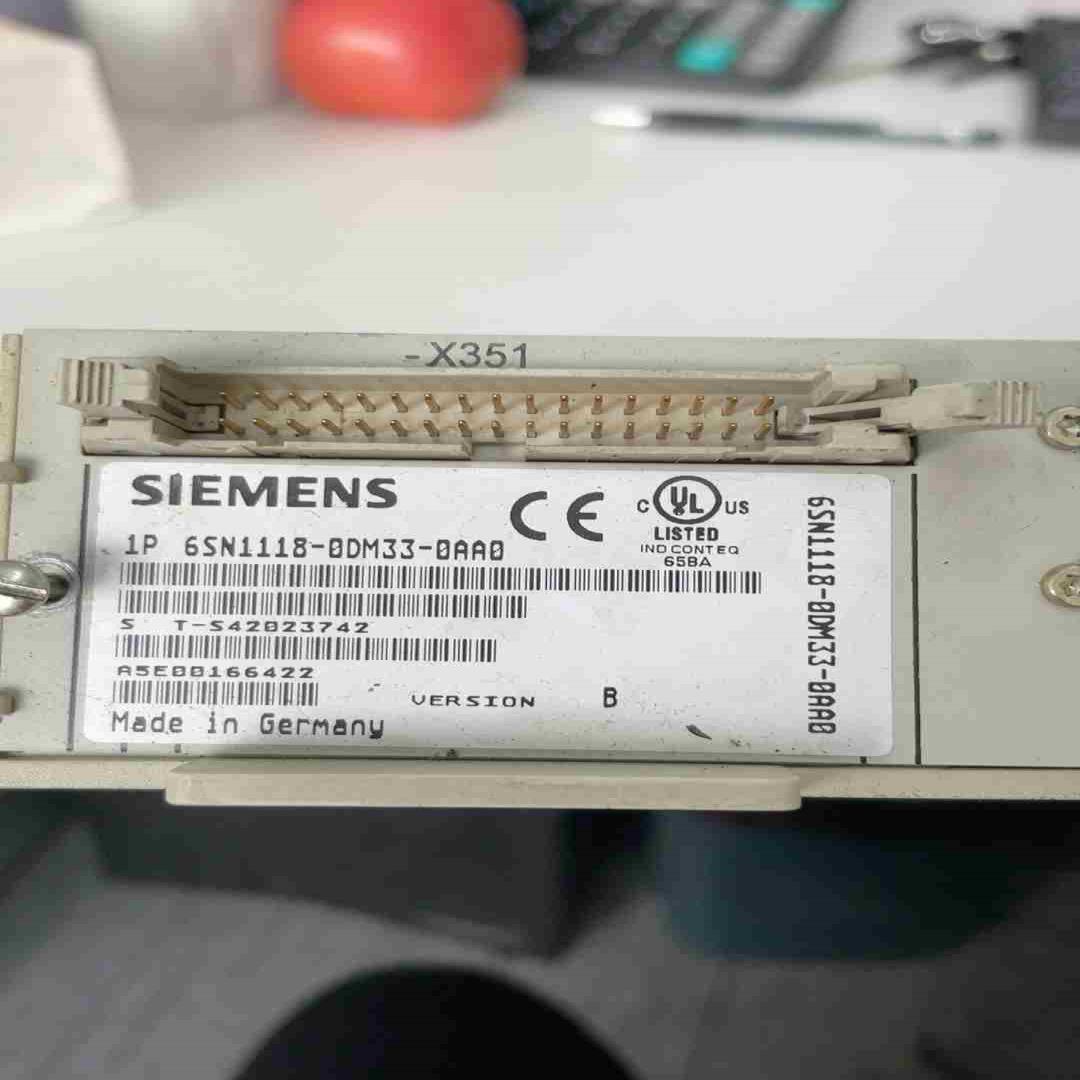 -X351
SIEMENS
1P 6SN1118-0DM33-0AA0
S T-S42023742
A5E00166422
VERSION B
Made in Germany
CE
C UL US
LISTED
IND CONT EQ
65BA
6SN1118-0DM33-0AA0